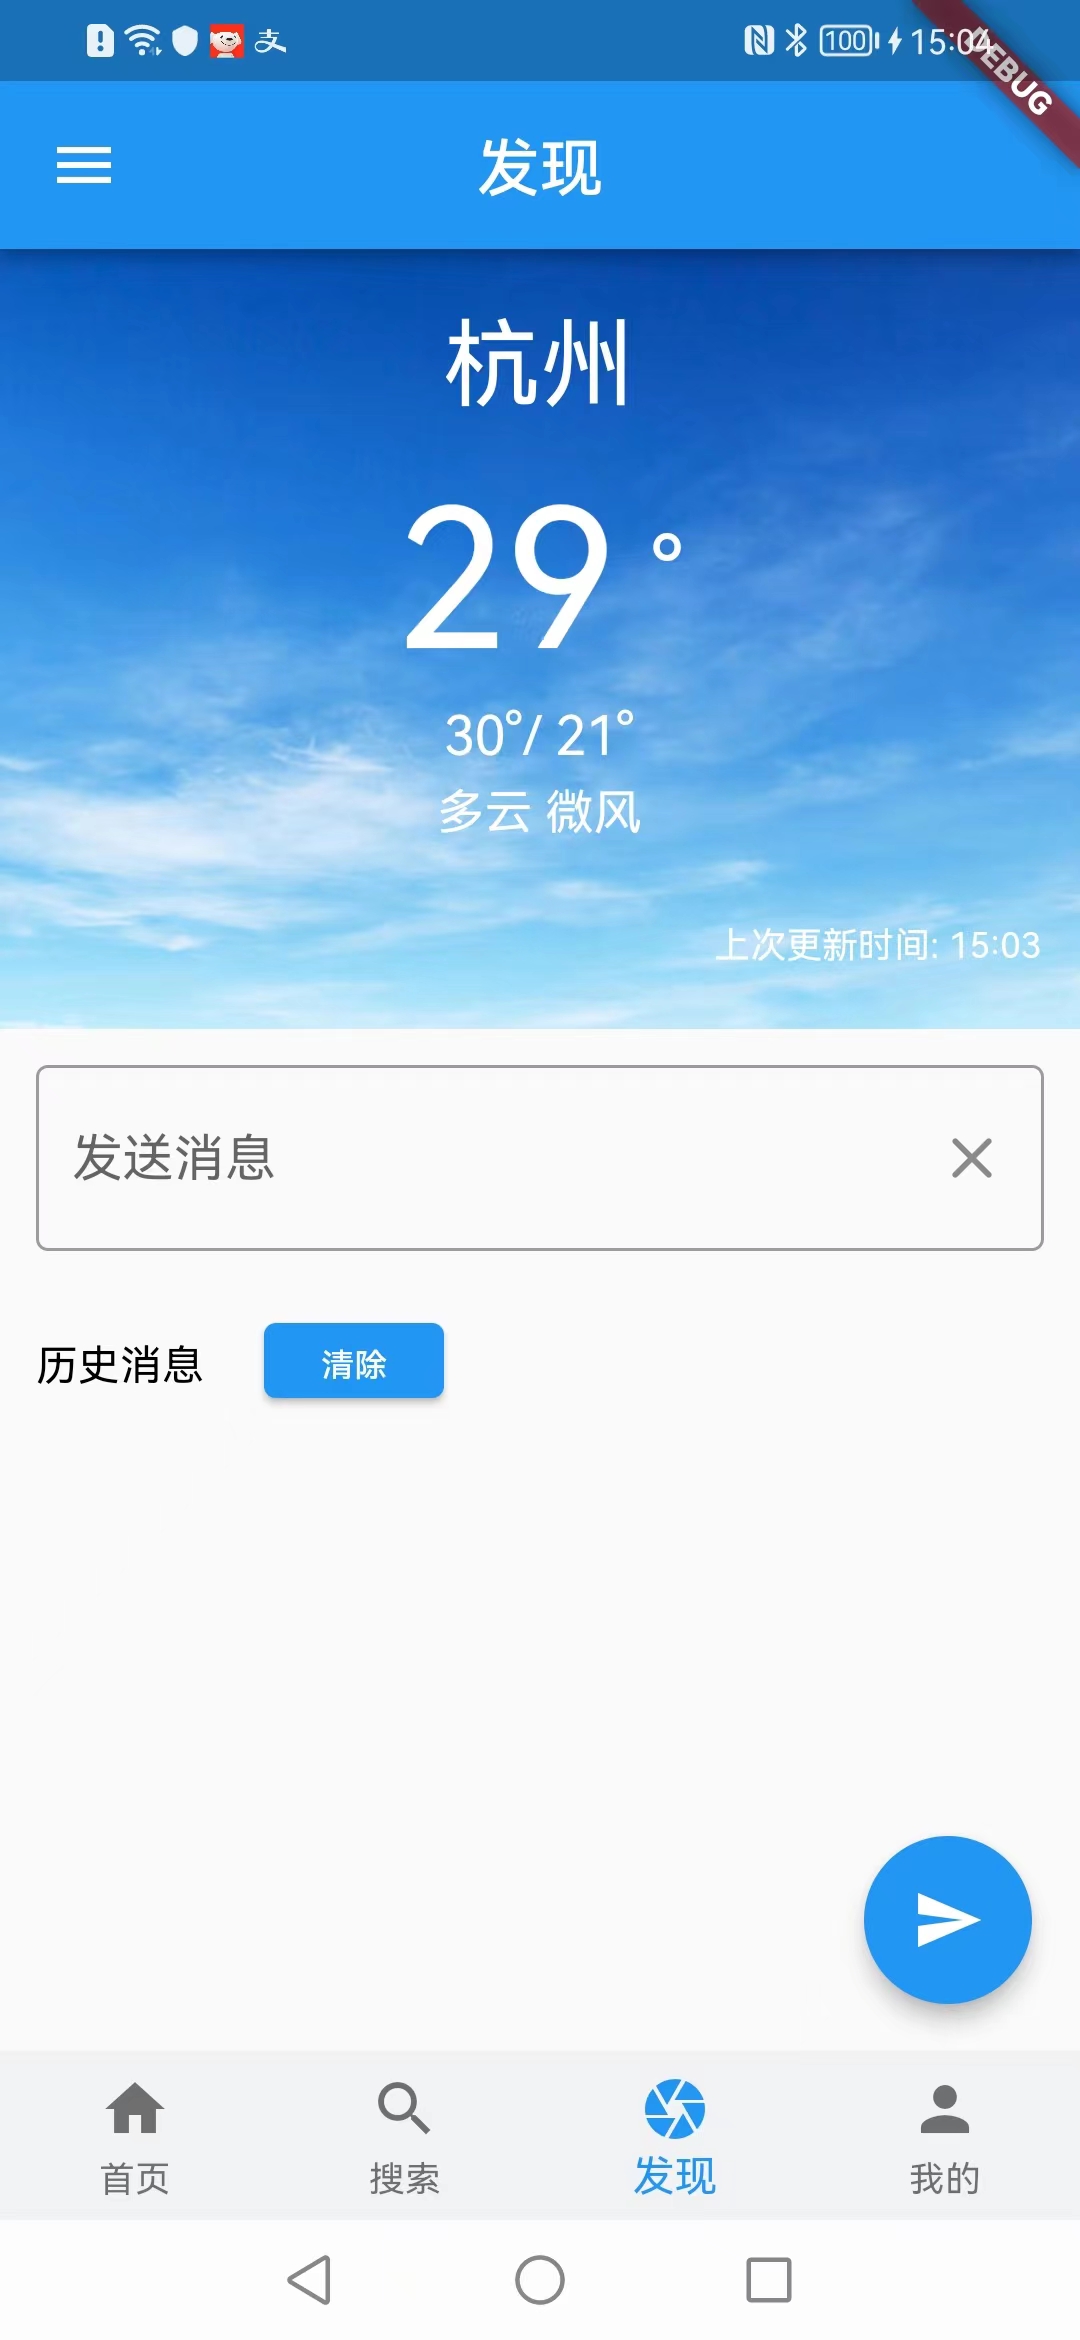 支 100 15:04
DEBUG
发现
杭州
29°
30°/ 21°
多云 微风
上次更新时间: 15:03
发送消息
历史消息 清除
首页 搜索 发现 我的